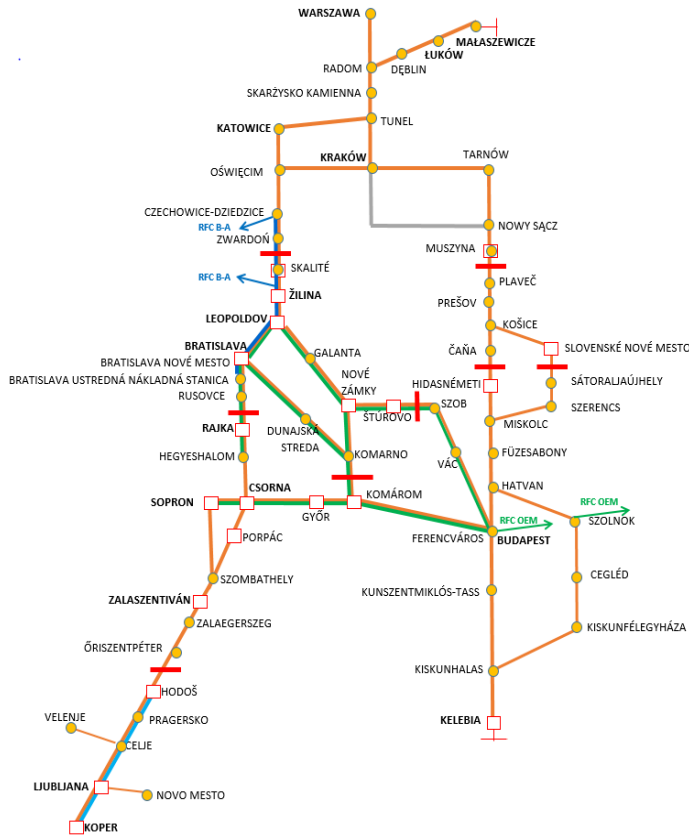 WARSZAWA
MAŁASZEWICZE
ŁUKÓW
DĘBLIN
RADOM
SKARŻYSKO KAMIENNA
TUNEL
KATOWICE
KRAKÓW
TARNÓW
OŚWIĘCIM
CZECHOWICE-DZIEDZICE
RFC B-A
NOWY SĄCZ
ZWARDOŃ
MUSZYNA
SKALITÉ
RFC B-A
PLAVEČ
ŽILINA
PREŠOV
LEOPOLDOV
KOŠICE
BRATISLAVA
GALANTA
ČAŇA
SLOVENSKÉ NOVÉ MESTO
BRATISLAVA NOVÉ MESTO
NOVÉ
ZÁMKY
HIDASNÉMETI
BRATISLAVA USTREDNÁ NÁKLADNÁ STANICA
SÁTORALJAÚJHELY
RUSOVCE
ŠTÚROVO
SZOB
SZERENCS
RAJKA
DUNAJSKÁ
STREDA
MISKOLC
HEGYESHALOM
KOMARNO
VÁC
FÜZESABONY
CSORNA
KOMÁROM
HATVAN
SOPRON
GYŐR
RFC OEM
RFC OEM
SZOLNOK
PORPÁC
FERENCVÁROS
BUDAPEST
SZOMBATHELY
CEGLÉD
KUNSZENTMIKLÓS-TASS
ZALASZENTIVÁN
ZALAEGERSZEG
KISKUNFÉLEGYHÁZA
ŐRISZENTPÉTER
KISKUNHALAS
HODOŠ
VELENJE
PRAGERSKO
KELEBIA
CELJE
LJUBLJANA
NOVO MESTO
KOPER